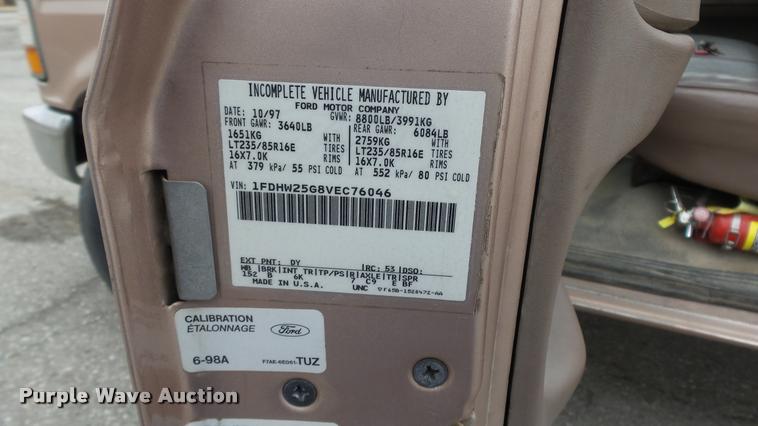 INCOMPLETE VEHICLE MANUFACTURED BY
FORD MOTOR COMPANY
DATE: 10/97 GVWR: 8800LB/3991KG
FRONT GAWR: 3640LB REAR GAWR: 6084LB
1651KG WITH 2759KG WITH
LT235/85R16E TIRES LT235/85R16E TIRES
16X7.0K RIMS 16X7.0K RIMS
AT 379 kPa/ 55 PSI COLD AT 552 kPa/ 80 PSI COLD
VIN: 1FDHW25G8VEC76046
EXT PNT: DY RC: 53 DSO:
WB BRK INT TR TP/PS R AXLE TR SPR
152 B 6K 7 C9 E BF
MADE IN U.S.A. UNC
CALIBRATION
ÉTALONNAGE
Ford
6-98A TUZ
Purple Wave Auction